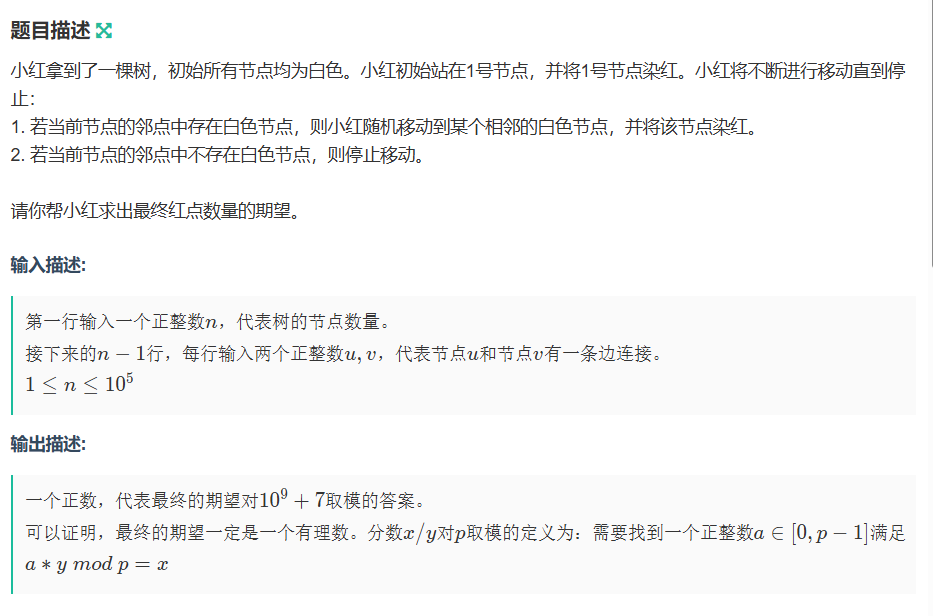 题目描述
小红拿到了一棵树，初始所有节点均为白色。小红初始站在1号节点，并将1号节点染红。小红将不断进行移动直到停
止：
1. 若当前节点的邻点中存在白色节点，则小红随机移动到某个相邻的白色节点，并将该节点染红。
2. 若当前节点的邻点中不存在白色节点，则停止移动。
请你帮小红求出最终红点数量的期望。
输入描述:
第一行输入一个正整数n，代表树的节点数量。
接下来的n − 1行，每行输入两个正整数u, v，代表节点u和节点v有一条边连接。
1 ≤ n ≤ 10^5
输出描述:
一个正数，代表最终的期望对10^9 + 7取模的答案。
可以证明，最终的期望一定是一个有理数。分数x/y对p取模的定义为：需要找到一个正整数a ∈ [0, p − 1]满足
a ∗ y mod p = x